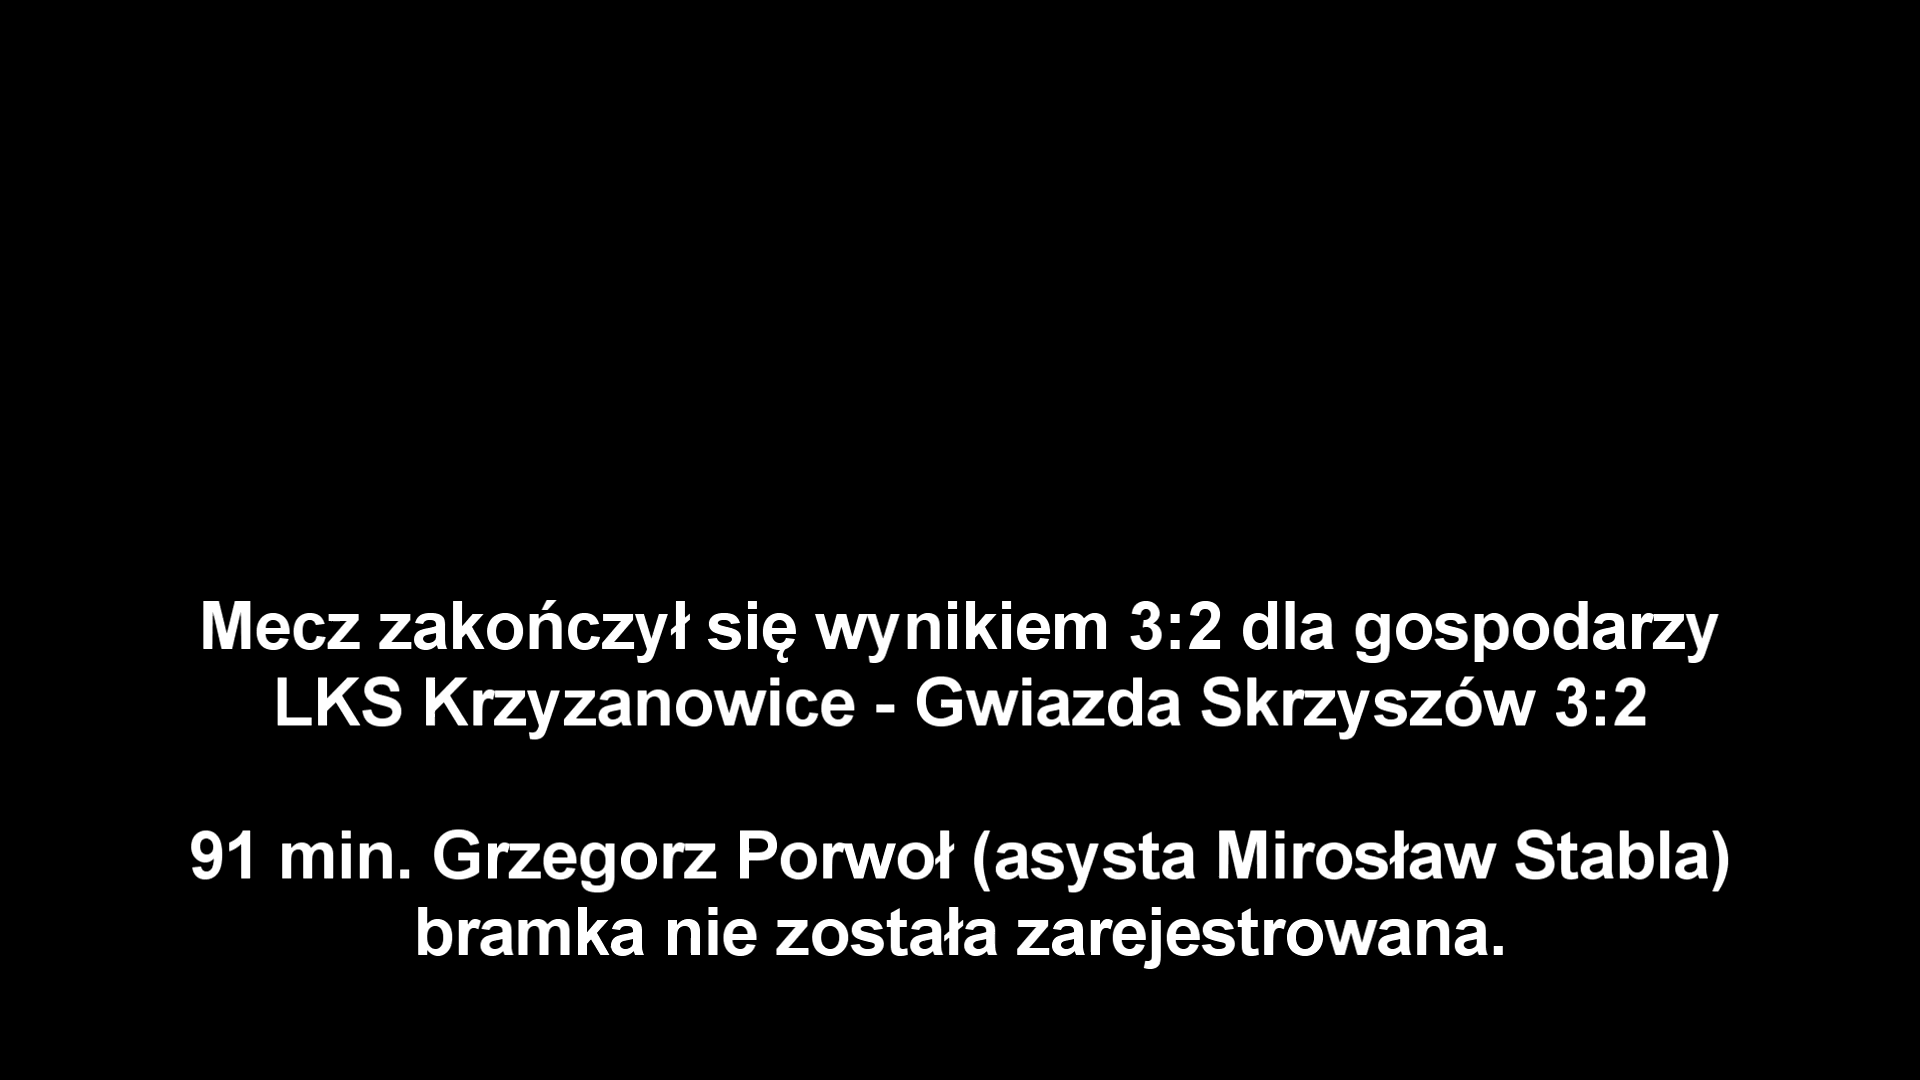 Mecz zakończył się wynikiem 3:2 dla gospodarzy
LKS Krzyzanowice - Gwiazda Skrzyszów 3:2
91 min. Grzegorz Porwoł (asysta Mirosław Stabla)
bramka nie została zarejestrowana.